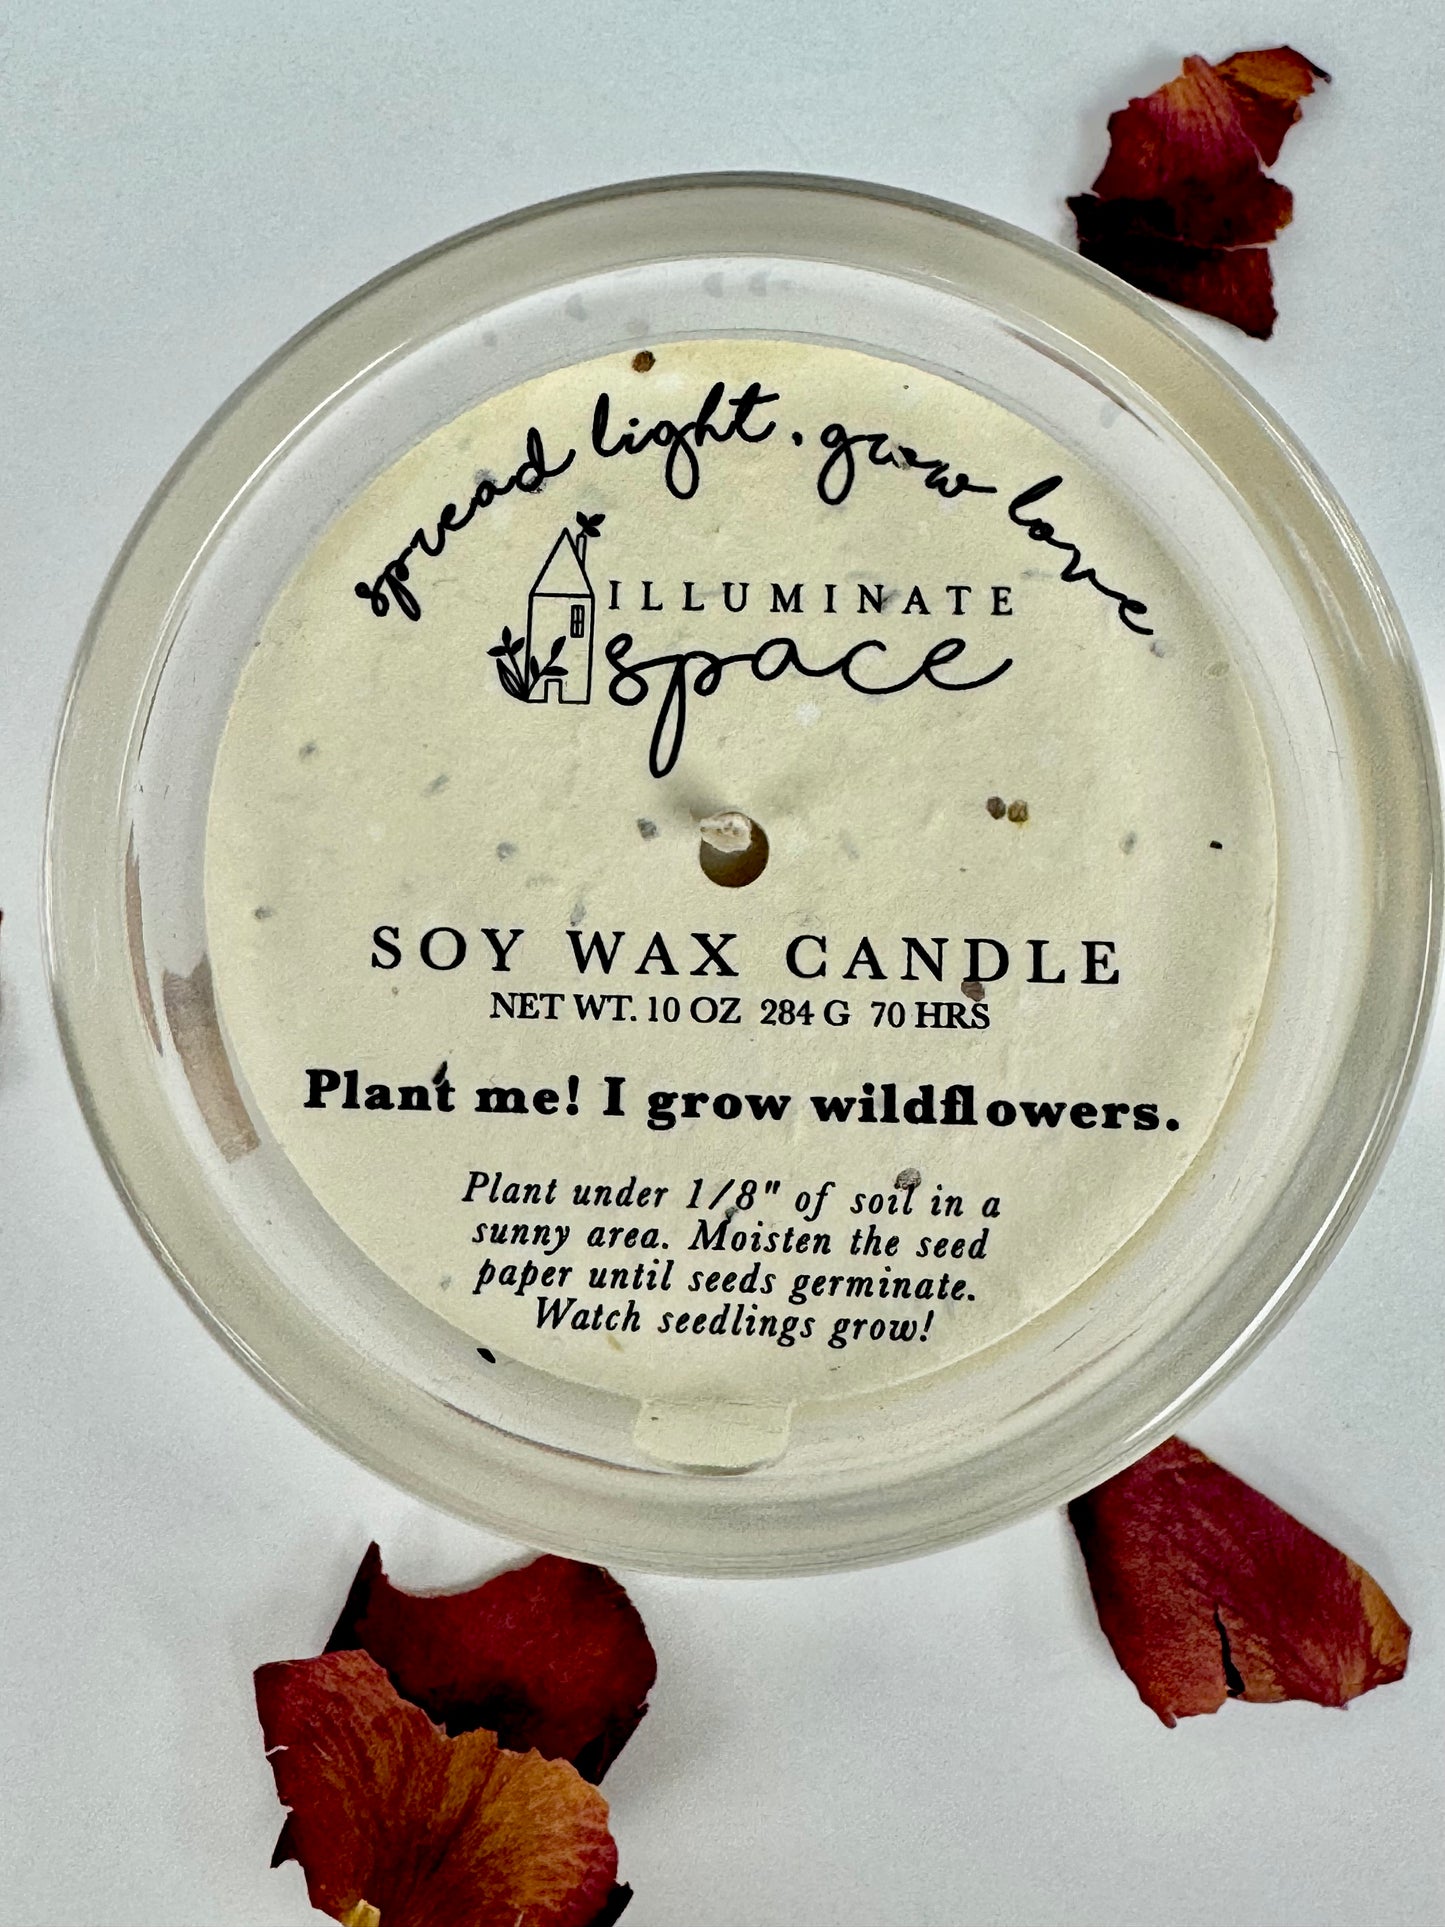 spread light. grow love
ILLUMINATE
space
SOY WAX CANDLE
NET WT. 10 OZ 284 G 70 HRS
Plant me! I grow wildflowers.
Plant under 1/8" of soil in a
sunny area. Moisten the seed
paper until seeds germinate.
Watch seedlings grow!